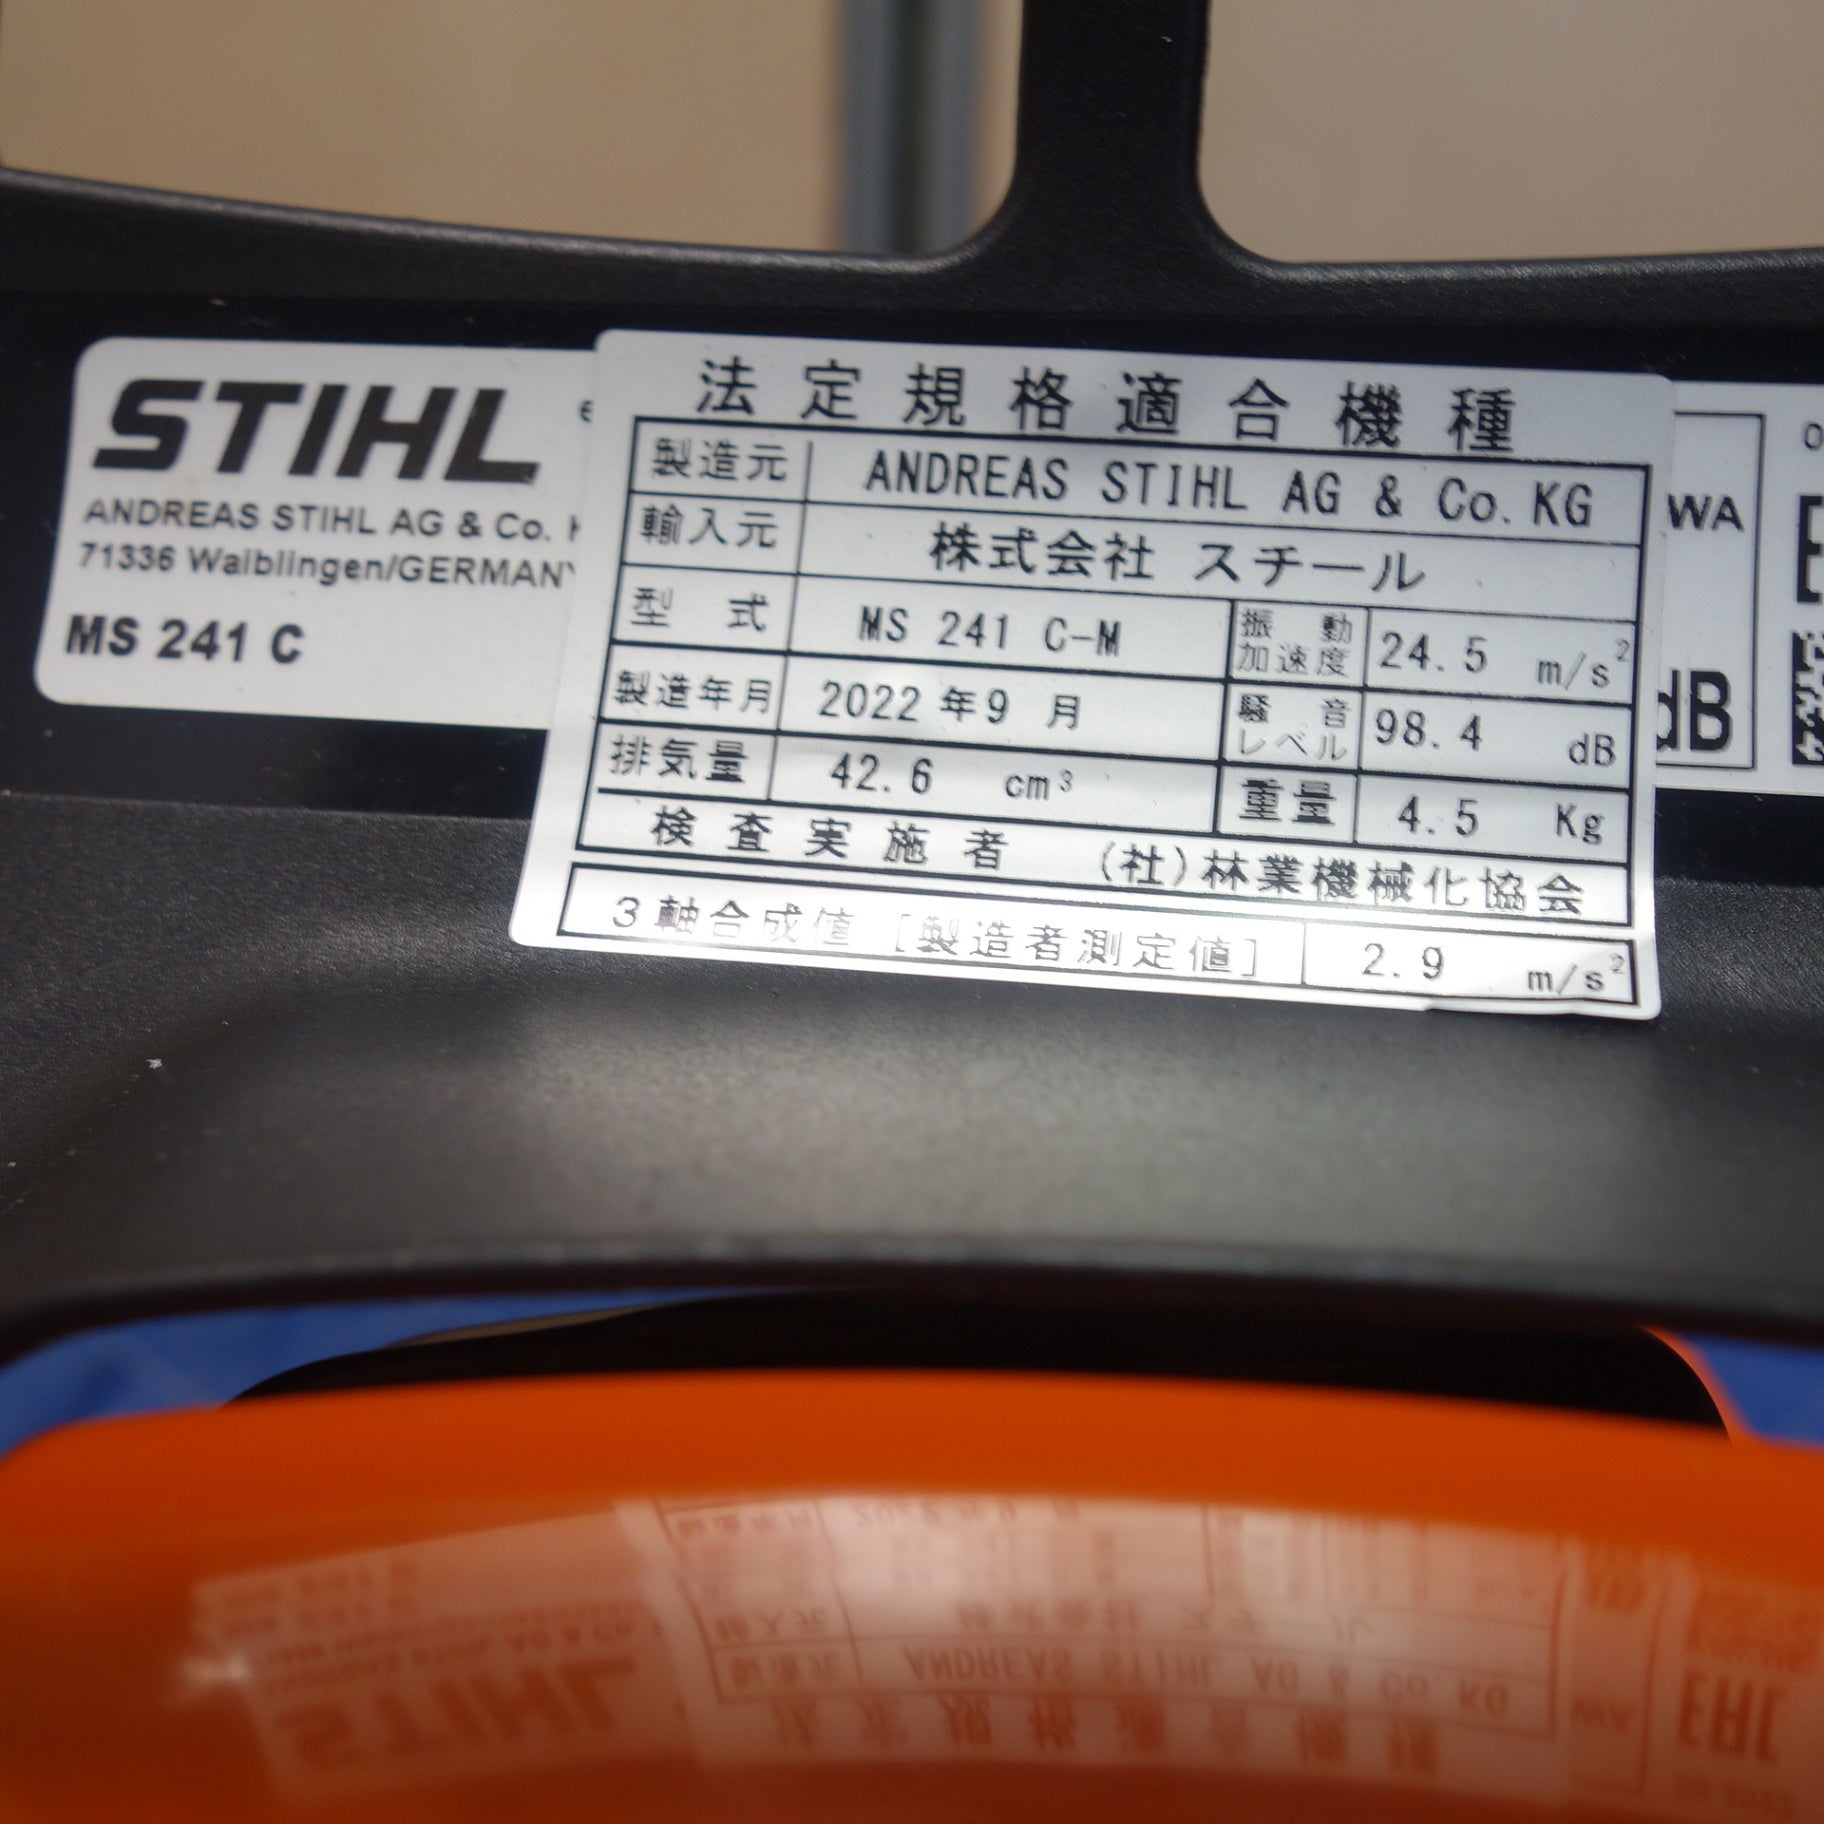 STIHL
ANDREAS STIHL AG & Co.
71336 Waiblingen/GERMANY
MS 241 C
法定規格適合機種
製造元 ANDREAS STIHL AG & Co. KG
輸入元 株式会社 スチール
型式 MS 241 C-M 振動加速度 24.5 m/s²
製造年月 2022年9月 騒音レベル 98.4 dB
排気量 42.6 cm³ 重量 4.5 Kg
検査実施者 (社)林業機械化協会
3軸合成値 [製造者測定値] 2.9 m/s²
WA
dB